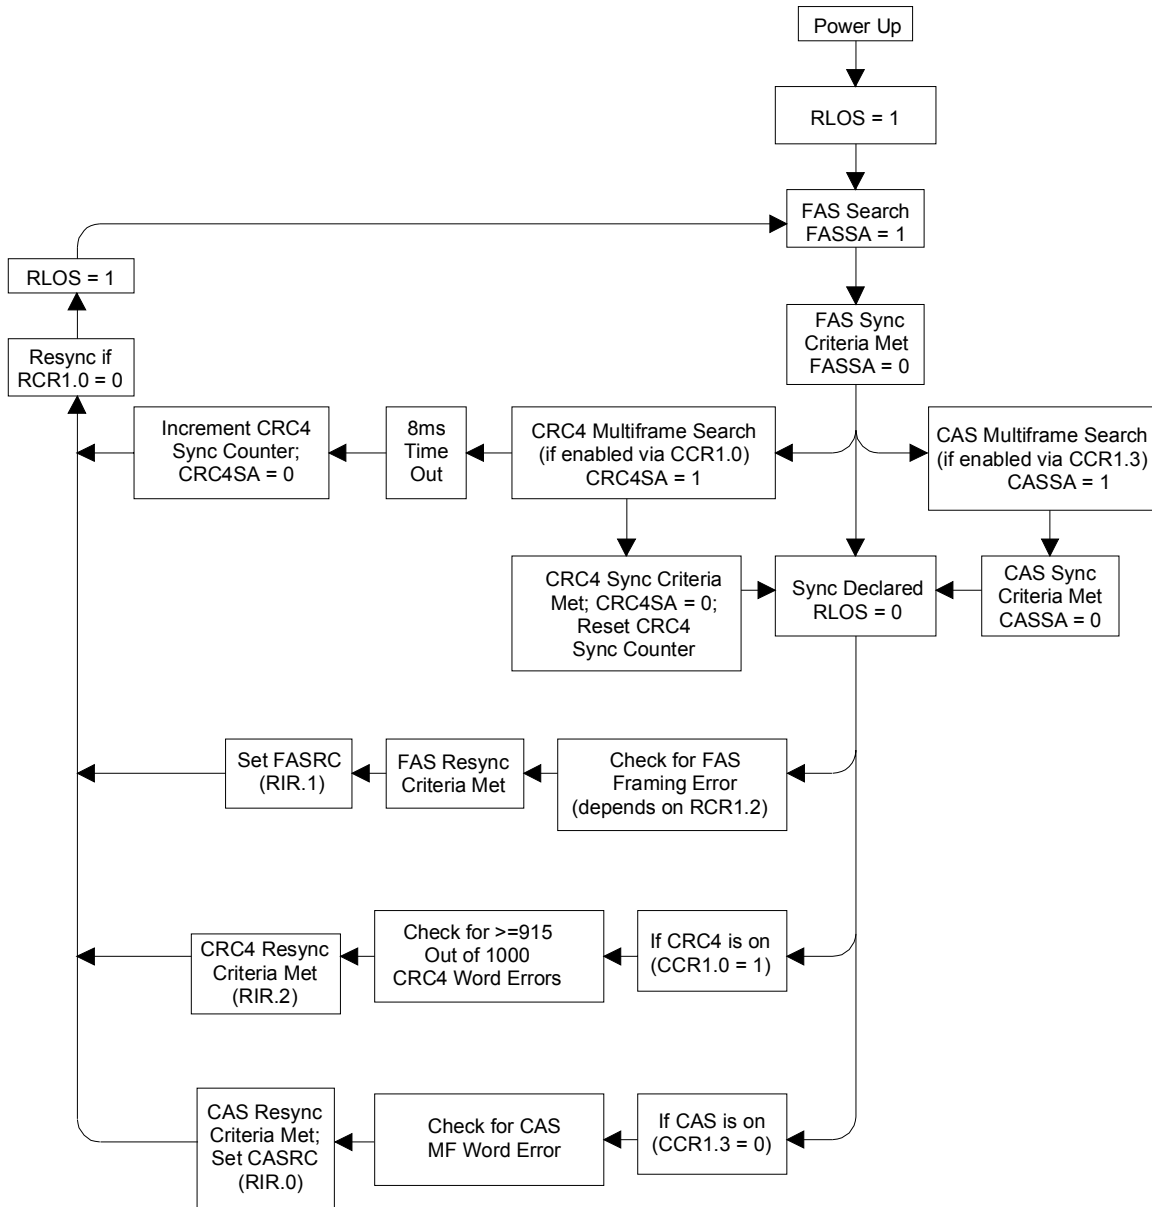 Power Up
RLOS = 1
FAS Search
FASSA = 1
RLOS = 1
FAS Sync
Criteria Met
FASSA = 0
Resync if
RCR1.0 = 0
Increment CRC4
Sync Counter;
CRC4SA = 0
8ms
Time
Out
CRC4 Multiframe Search
(if enabled via CCR1.0)
CRC4SA = 1
CAS Multiframe Search
(if enabled via CCR1.3)
CASSA = 1
CRC4 Sync Criteria
Met; CRC4SA = 0;
Reset CRC4
Sync Counter
Sync Declared
RLOS = 0
CAS Sync
Criteria Met
CASSA = 0
Set FASRC
(RIR.1)
FAS Resync
Criteria Met
Check for FAS
Framing Error
(depends on RCR1.2)
CRC4 Resync
Criteria Met
(RIR.2)
Check for >=915
Out of 1000
CRC4 Word Errors
If CRC4 is on
(CCR1.0 = 1)
CAS Resync
Criteria Met;
Set CASRC
(RIR.0)
Check for CAS
MF Word Error
If CAS is on
(CCR1.3 = 0)